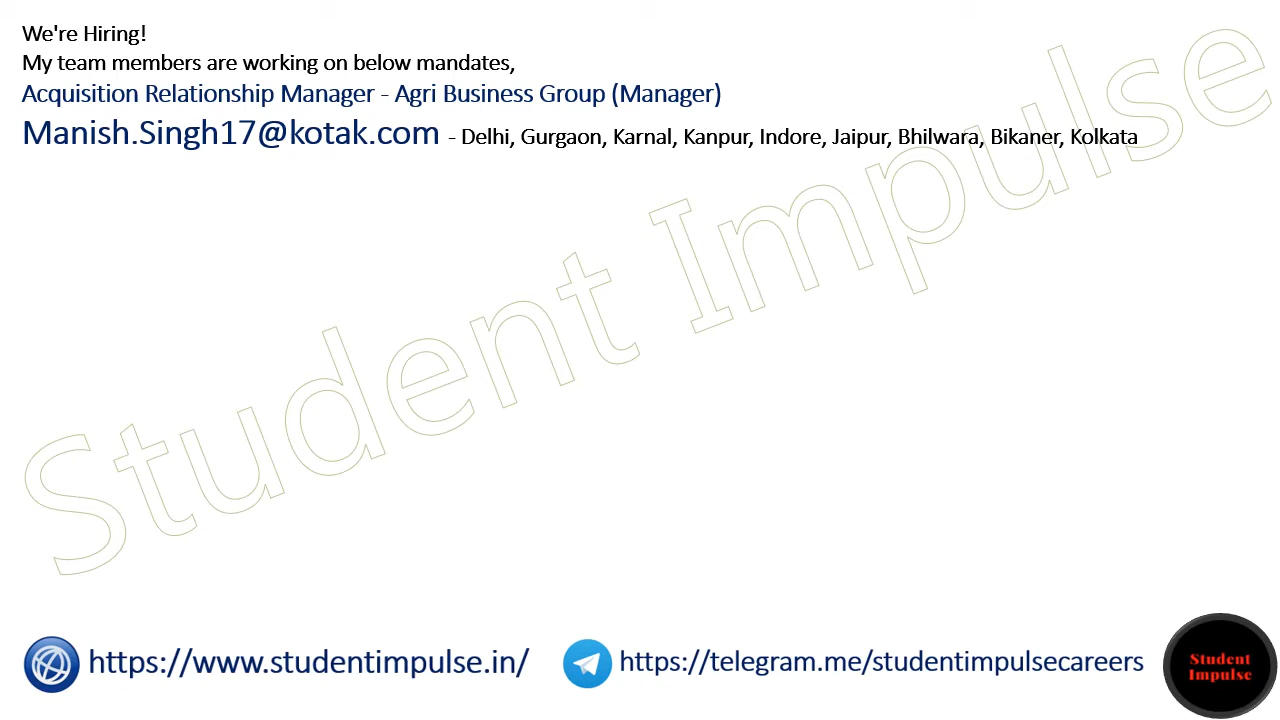 We're Hiring!
My team members are working on below mandates,
Acquisition Relationship Manager - Agri Business Group (Manager)
Manish.Singh17@kotak.com - Delhi, Gurgaon, Karnal, Kanpur, Indore, Jaipur, Bhilwara, Bikaner, Kolkata
Student Impulse
https://www.studentimpulse.in/
https://telegram.me/studentimpulsecareers
Student
Impulse